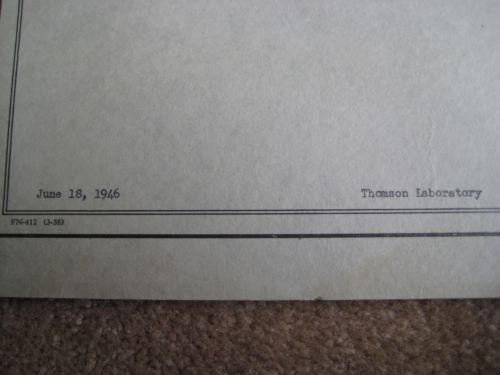 June 18, 1946 Thomson Laboratory
FN-412 (3-38)